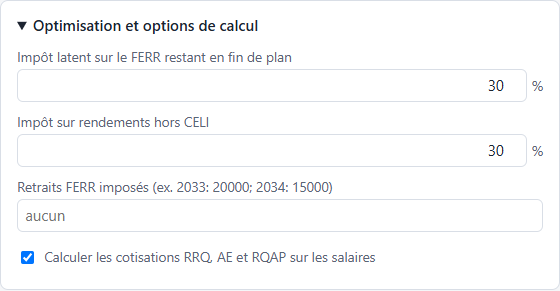 ▼ Optimisation et options de calcul
Impôt latent sur le FERR restant en fin de plan
30 %
Impôt sur rendements hors CELI
30 %
Retraits FERR imposés (ex. 2033: 20000; 2034: 15000)
aucun
Calculer les cotisations RRQ, AE et RQAP sur les salaires